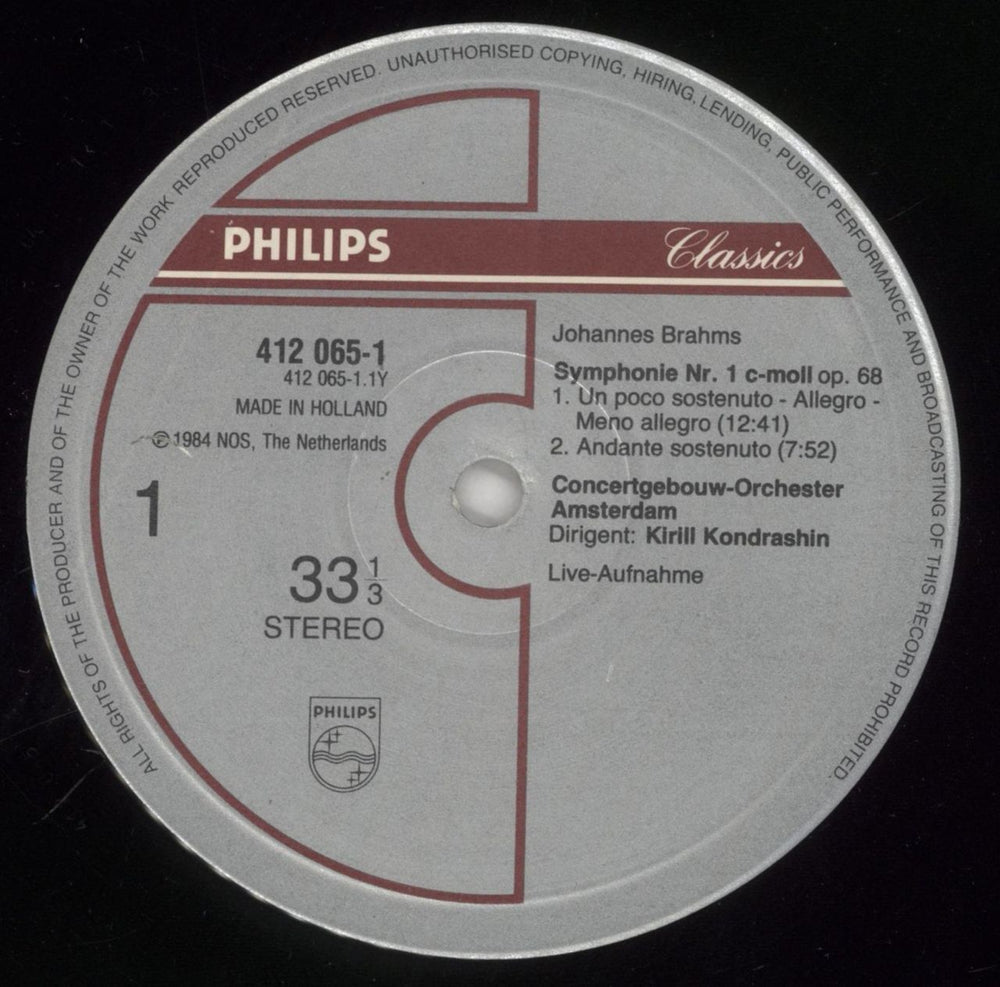 ALL RIGHTS OF THE PRODUCER AND OF THE OWNER OF THE WORK REPRODUCED RESERVED. UNAUTHORISED COPYING, HIRING, LENDING, PUBLIC PERFORMANCE AND BROADCASTING OF THIS RECORD PROHIBITED.
PHILIPS
Classics
412 065-1
412 065-1.1Y
MADE IN HOLLAND
℗ 1984 NOS, The Netherlands
1
33 1/3
STEREO
PHILIPS
Johannes Brahms
Symphonie Nr. 1 c-moll op. 68
1. Un poco sostenuto - Allegro -
Meno allegro (12:41)
2. Andante sostenuto (7:52)
Concertgebouw-Orchester
Amsterdam
Dirigent: Kirill Kondrashin
Live-Aufnahme